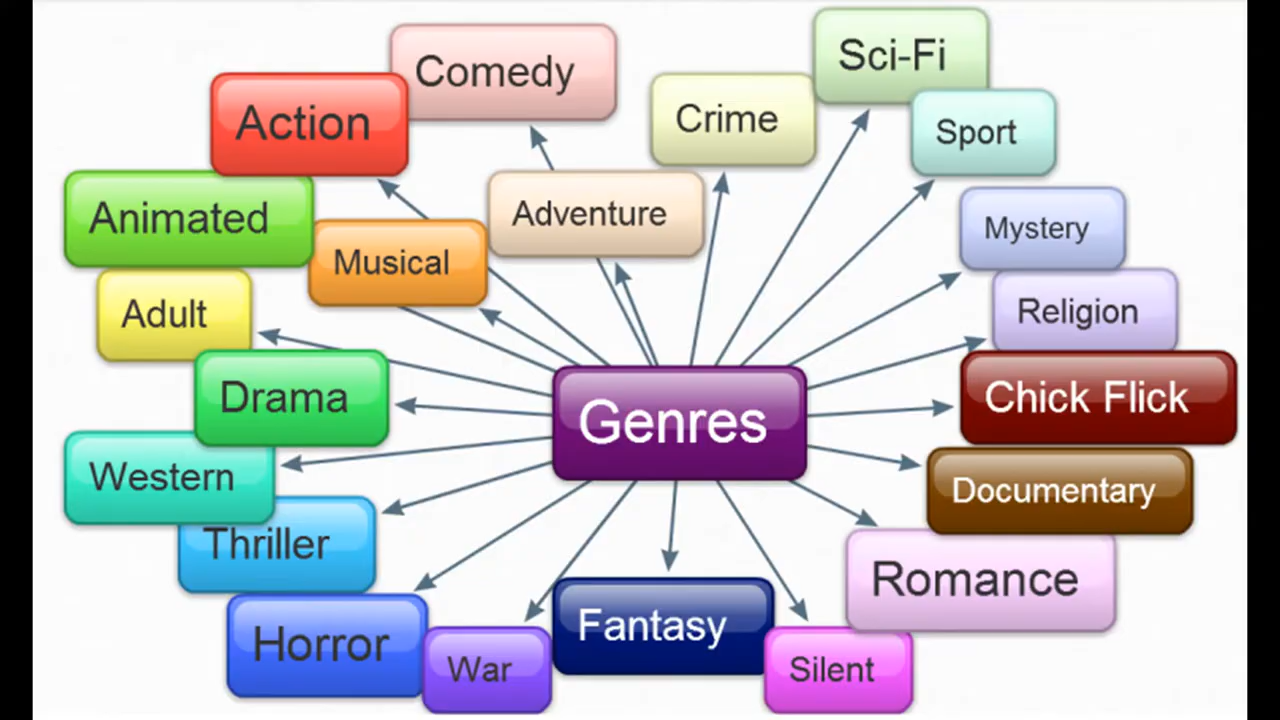 Comedy
Sci-Fi
Action
Crime
Sport
Animated
Adventure
Mystery
Musical
Adult
Religion
Drama
Chick Flick
Genres
Western
Documentary
Thriller
Romance
Fantasy
Horror
War
Silent